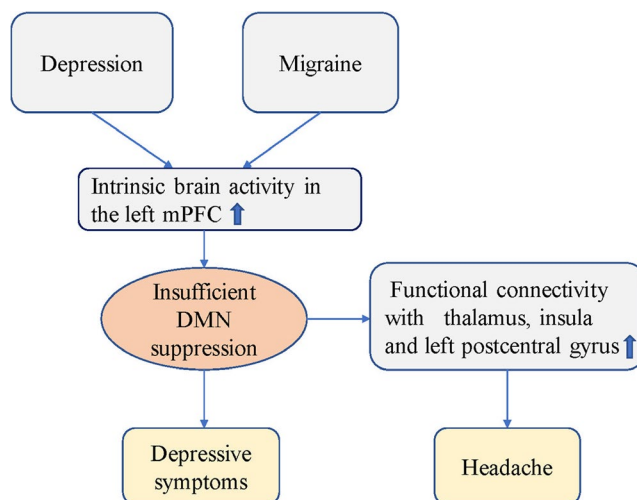 Depression
Migraine
Intrinsic brain activity in
the left mPFC
Insufficient
DMN
suppression
Functional connectivity
with thalamus, insula
and left postcentral gyrus
Depressive
symptoms
Headache